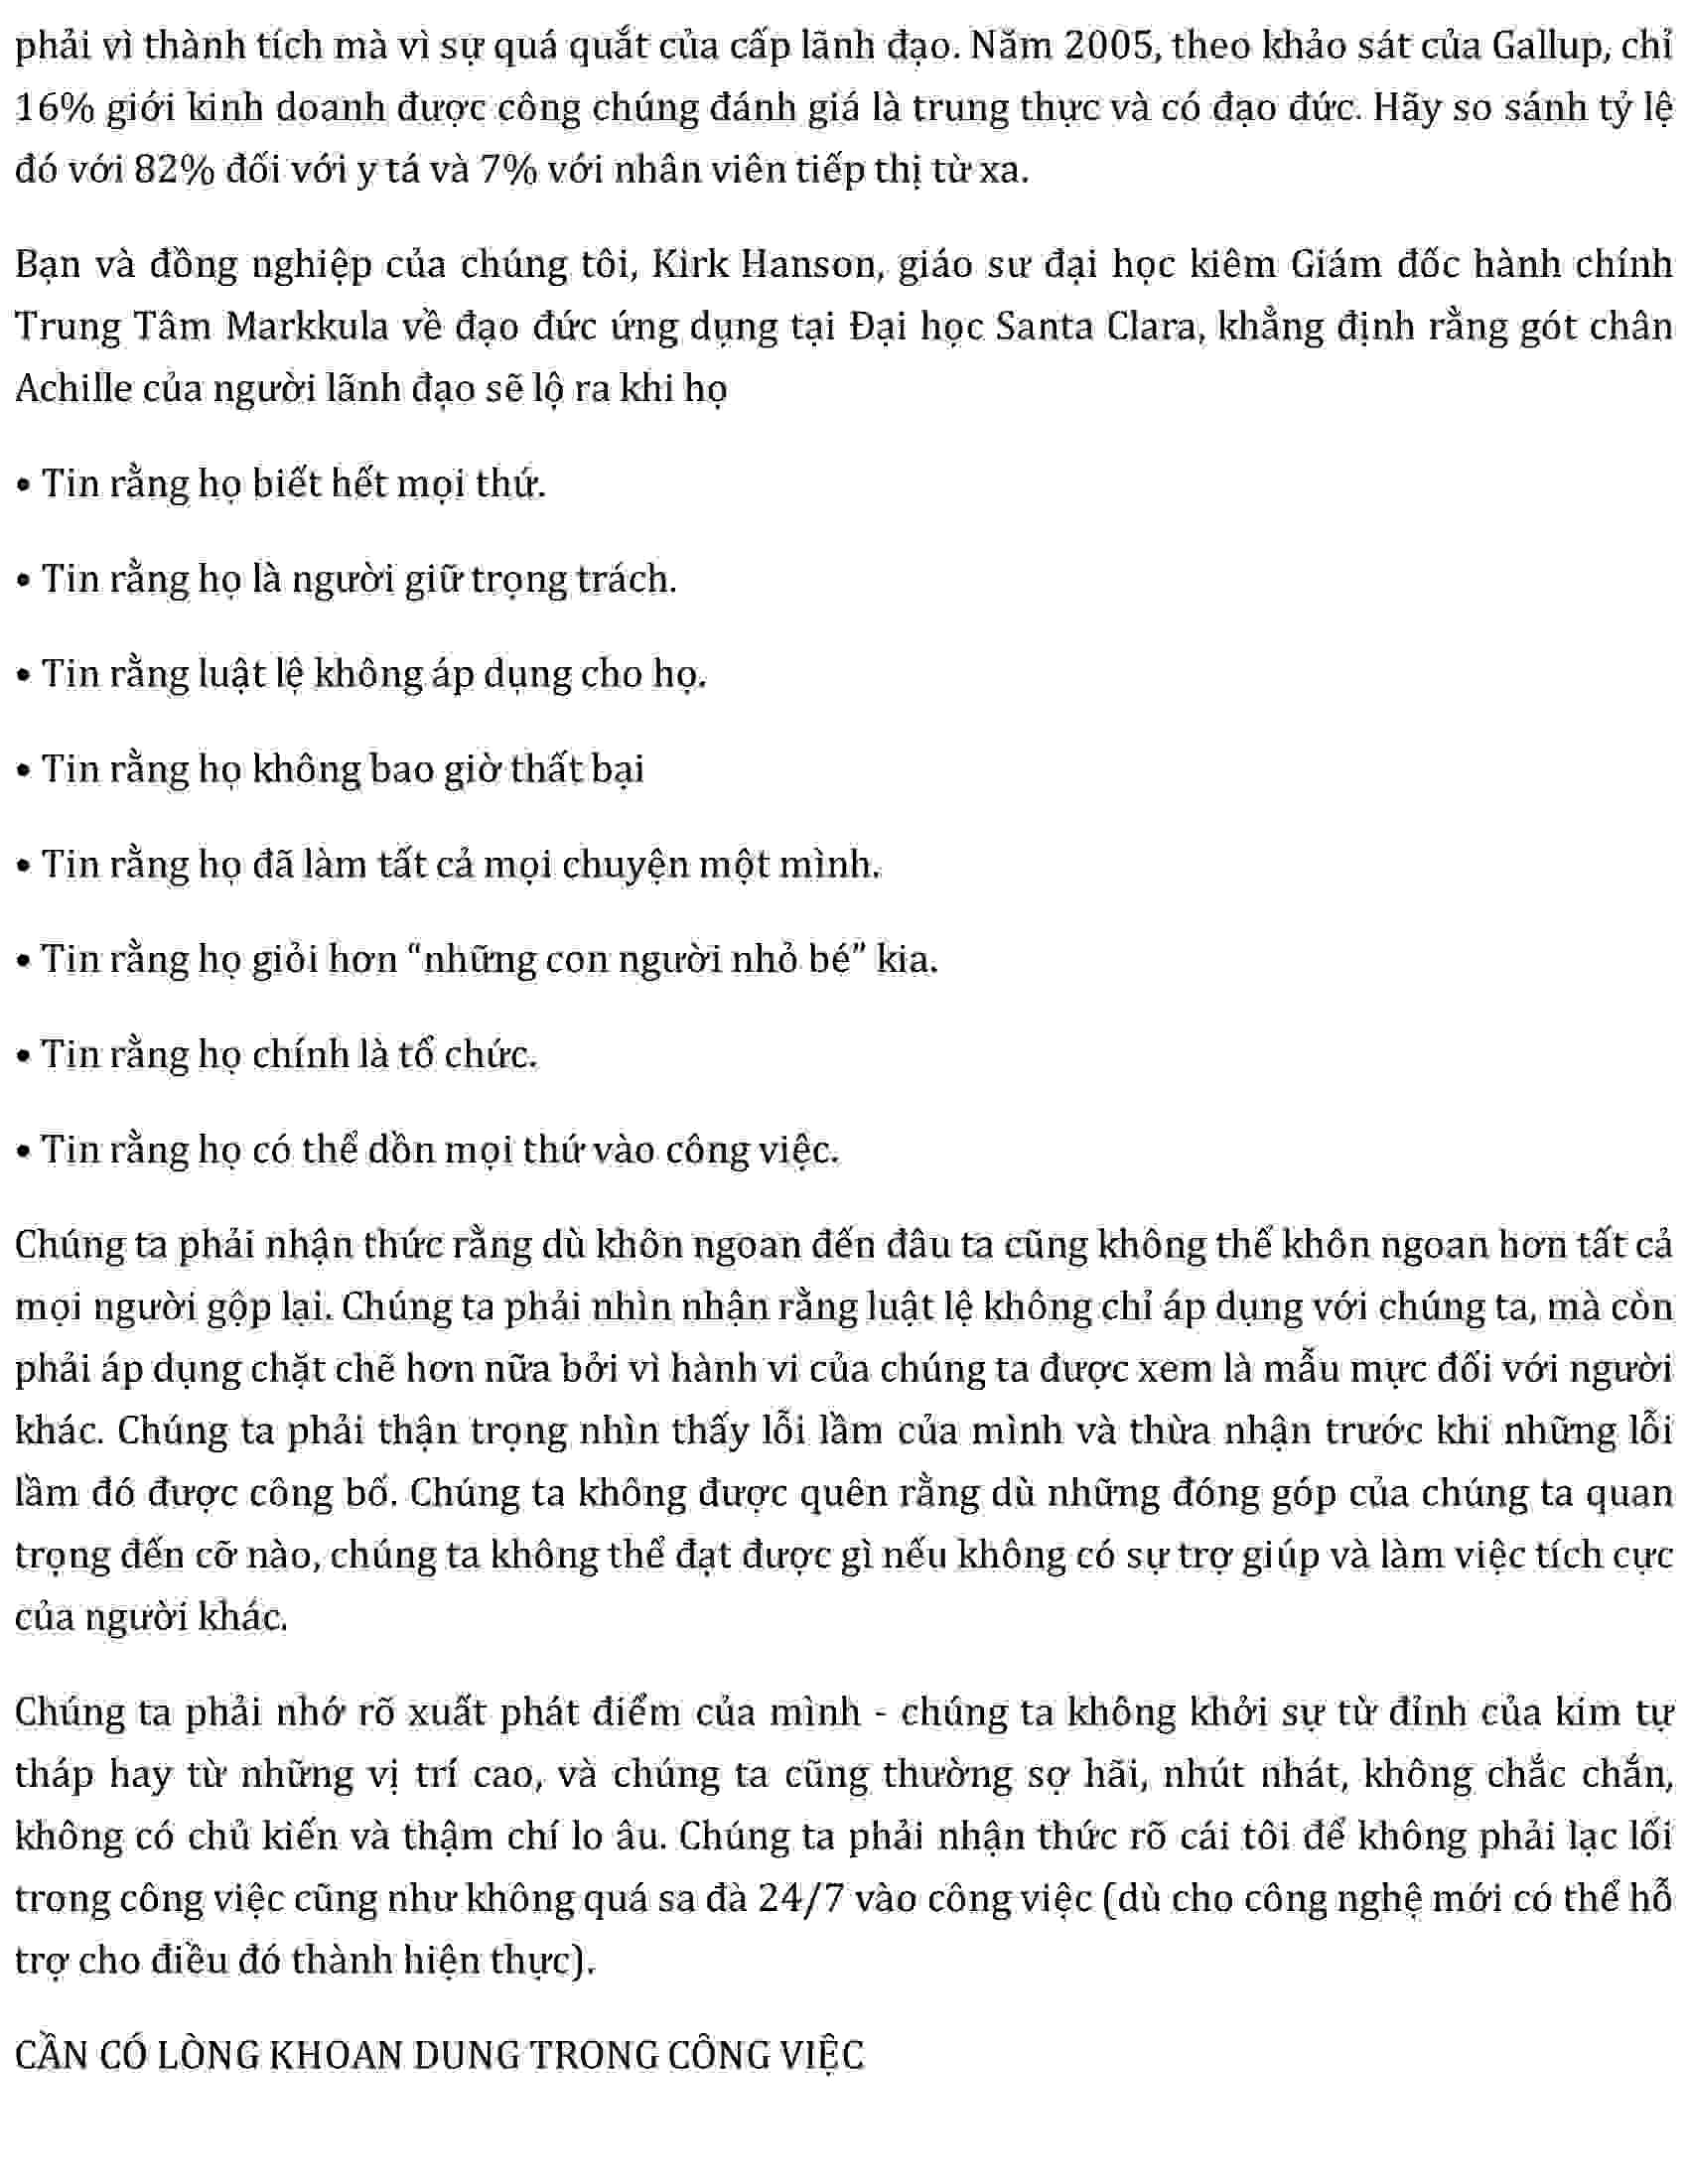 phải vì thành tích mà vì sự quá quắt của cấp lãnh đạo. Năm 2005, theo khảo sát của Gallup, chỉ
16% giới kinh doanh được công chúng đánh giá là trung thực và có đạo đức. Hãy so sánh tỷ lệ
đó với 82% đối với y tá và 7% với nhân viên tiếp thị từ xa.
Bạn và đồng nghiệp của chúng tôi, Kirk Hanson, giáo sư đại học kiêm Giám đốc hành chính
Trung Tâm Markkula về đạo đức ứng dụng tại Đại học Santa Clara, khẳng định rằng gót chân
Achille của người lãnh đạo sẽ lộ ra khi họ
• Tin rằng họ biết hết mọi thứ.
• Tin rằng họ là người giữ trọng trách.
• Tin rằng luật lệ không áp dụng cho họ.
• Tin rằng họ không bao giờ thất bại
• Tin rằng họ đã làm tất cả mọi chuyện một mình.
• Tin rằng họ giỏi hơn “những con người nhỏ bé” kia.
• Tin rằng họ chính là tổ chức.
• Tin rằng họ có thể dồn mọi thứ vào công việc.
Chúng ta phải nhận thức rằng dù khôn ngoan đến đâu ta cũng không thể khôn ngoan hơn tất cả
mọi người gộp lại. Chúng ta phải nhìn nhận rằng luật lệ không chỉ áp dụng với chúng ta, mà còn
phải áp dụng chặt chẽ hơn nữa bởi vì hành vi của chúng ta được xem là mẫu mực đối với người
khác. Chúng ta phải thận trọng nhìn thấy lỗi lầm của mình và thừa nhận trước khi những lỗi
lầm đó được công bố. Chúng ta không được quên rằng dù những đóng góp của chúng ta quan
trọng đến cỡ nào, chúng ta không thể đạt được gì nếu không có sự trợ giúp và làm việc tích cực
của người khác.
Chúng ta phải nhớ rõ xuất phát điểm của mình - chúng ta không khởi sự từ đỉnh của kim tự
tháp hay từ những vị trí cao, và chúng ta cũng thường sợ hãi, nhút nhát, không chắc chắn,
không có chủ kiến và thậm chí lo âu. Chúng ta phải nhận thức rõ cái tôi để không phải lạc lối
trong công việc cũng như không quá sa đà 24/7 vào công việc (dù cho công nghệ mới có thể hỗ
trợ cho điều đó thành hiện thực).
CẦN CÓ LÒNG KHOAN DUNG TRONG CÔNG VIỆC